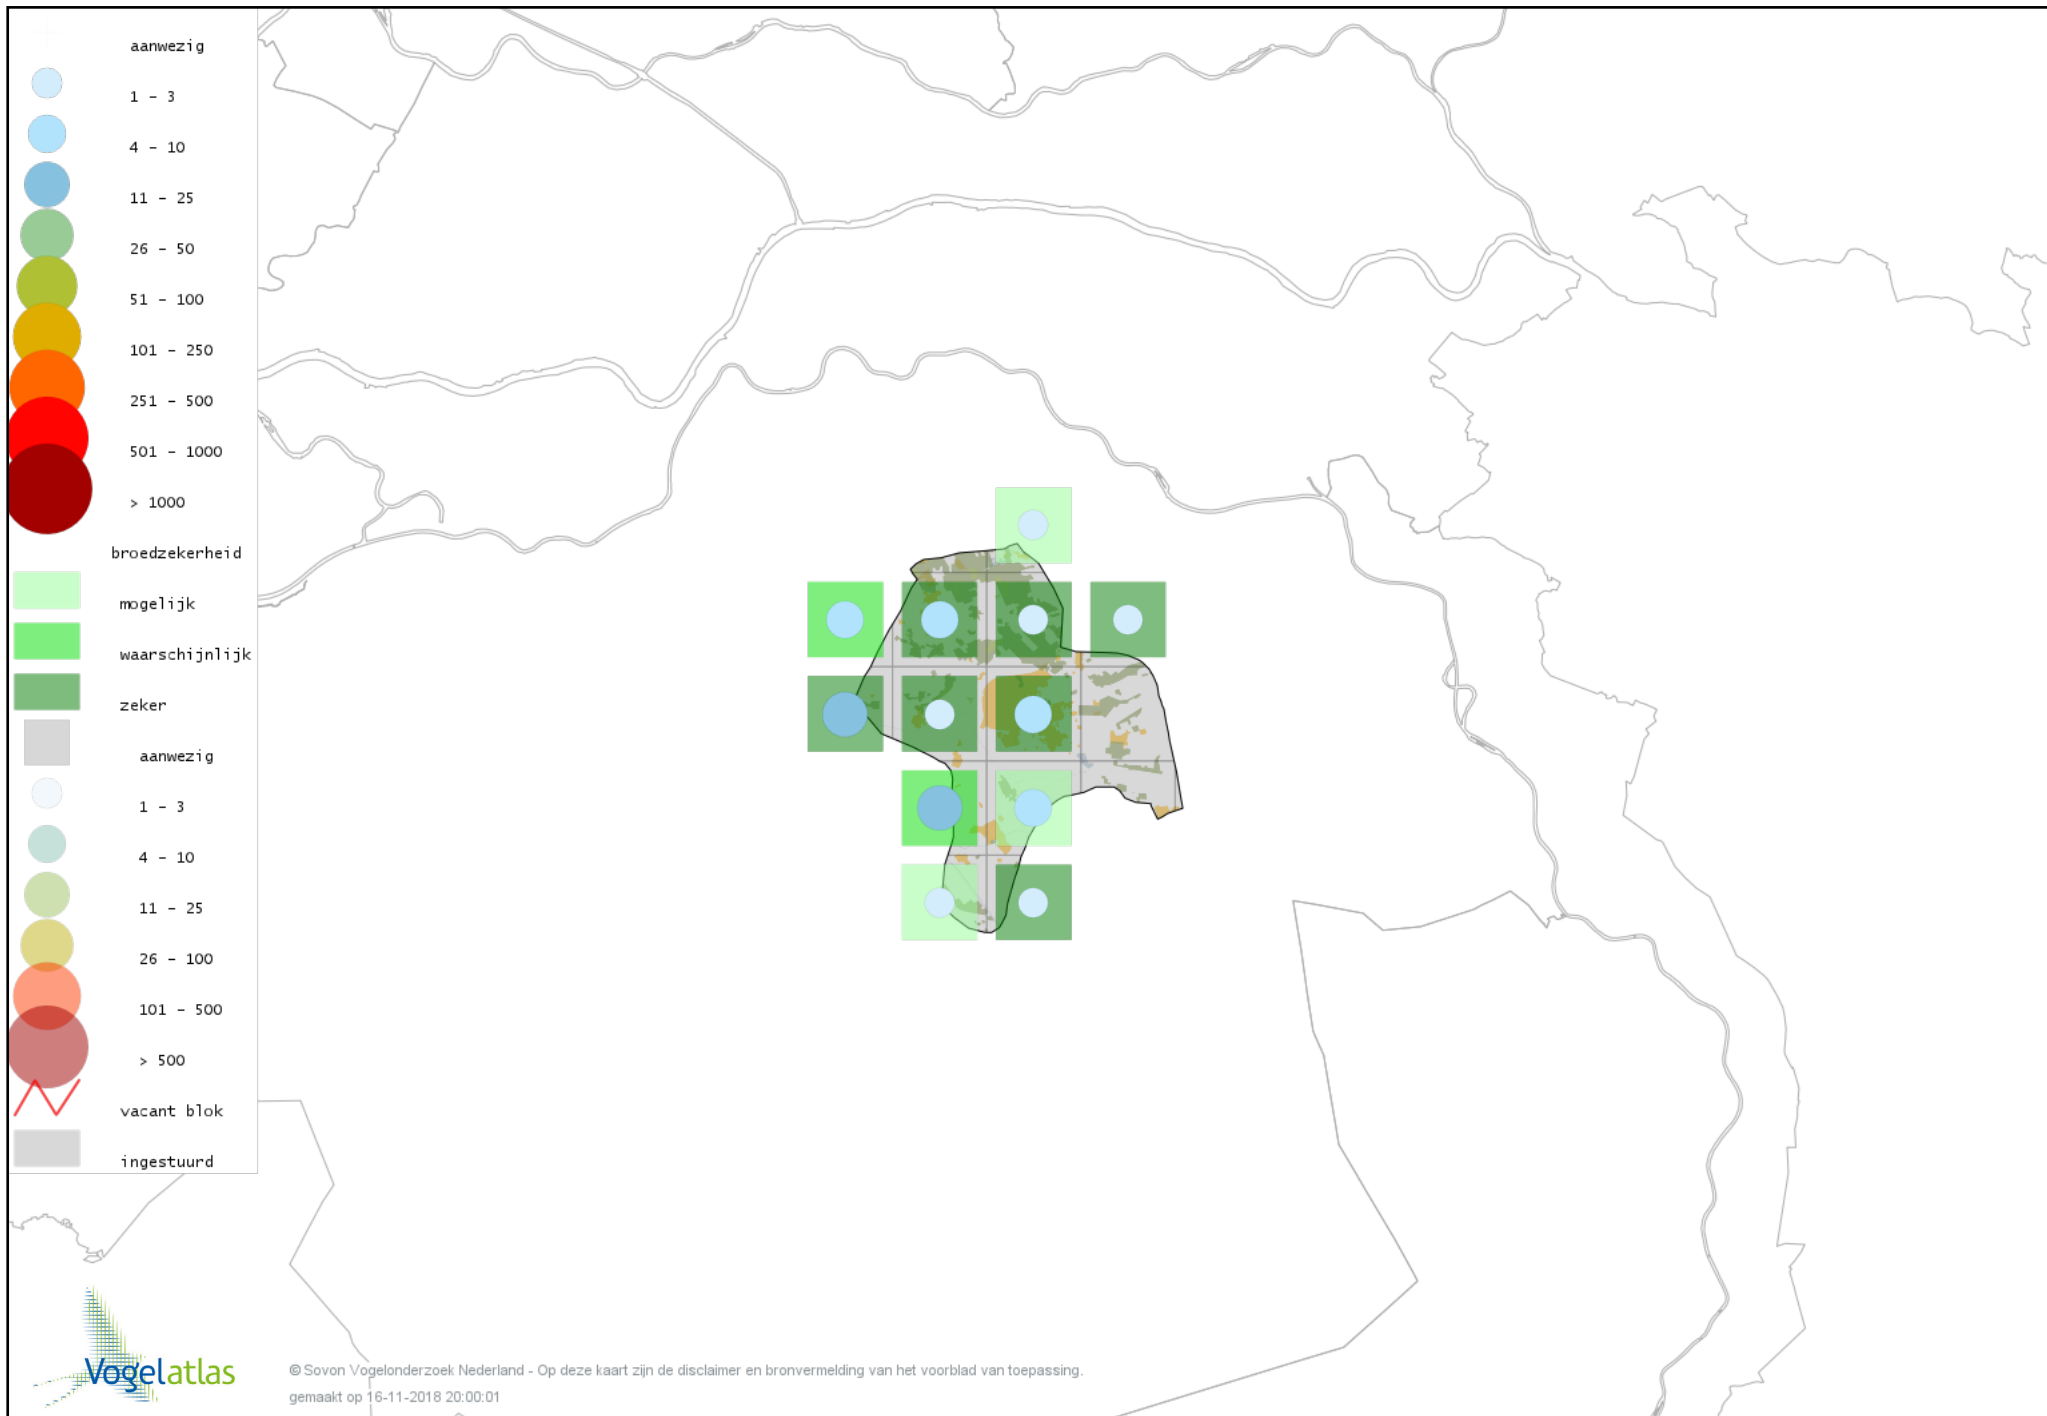 aanwezig
1 - 3
4 - 10
11 - 25
26 - 50
51 - 100
101 - 250
251 - 500
501 - 1000
> 1000
broedzekerheid
mogelijk
waarschijnlijk
zeker
aanwezig
1 - 3
4 - 10
11 - 25
26 - 100
101 - 500
> 500
vacant blok
ingestuurd
Vogelatlas
© Sovon Vogelonderzoek Nederland - Op deze kaart zijn de disclaimer en bronvermelding van het voorblad van toepassing.
gemaakt op 16-11-2018 20:00:01